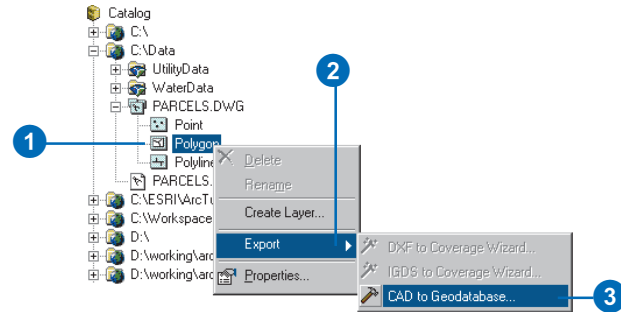 Catalog
C:\
C:\Data
UtilityData
WaterData
PARCELS.DWG
Point
Polygon
Polyline
PARCELS.
C:\ESRI\ArcTu
C:\Workspace
D:\
D:\working\arc
D:\working\arc
Delete
Rename
Create Layer...
Export
Properties...
DXF to Coverage Wizard...
IGDS to Coverage Wizard...
CAD to Geodatabase...
1
2
3